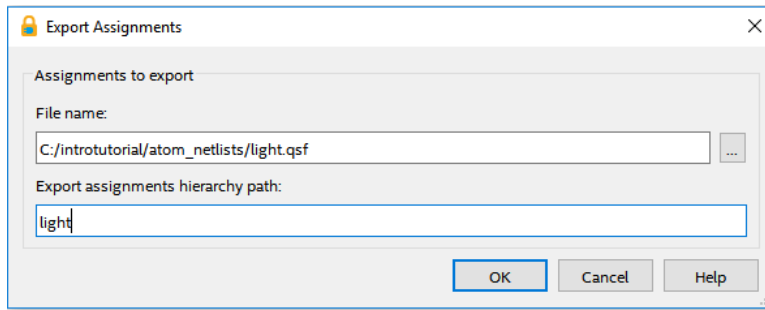 Export Assignments
Assignments to export
File name:
C:/introtutorial/atom_netlists/light.qsf
...
Export assignments hierarchy path:
light
OK Cancel Help